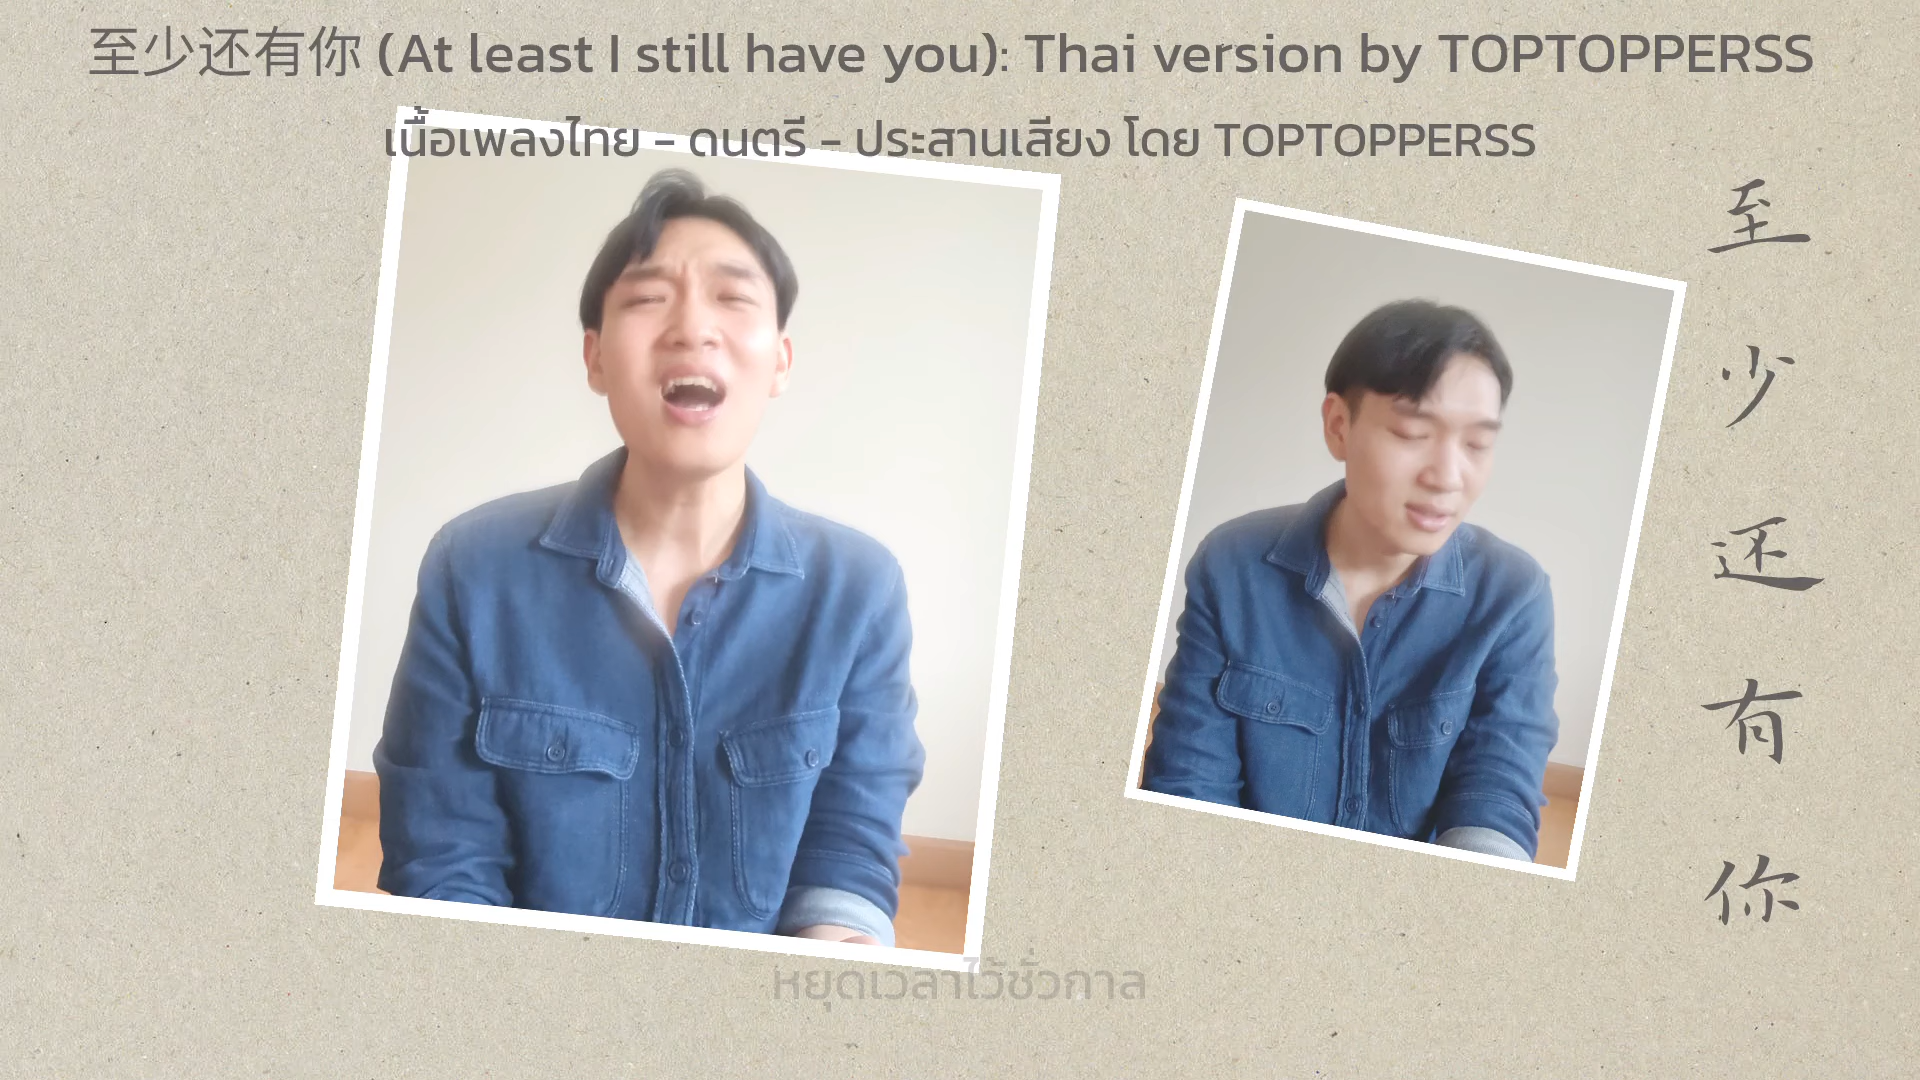 至少还有你 (At least I still have you): Thai version by TOPTOPPERSS
เนื้อเพลงไทย - ดนตรี - ประสานเสียง โดย TOPTOPPERSS
至
少
还
有
你
หยุดเวลาไว้ชั่วกาล